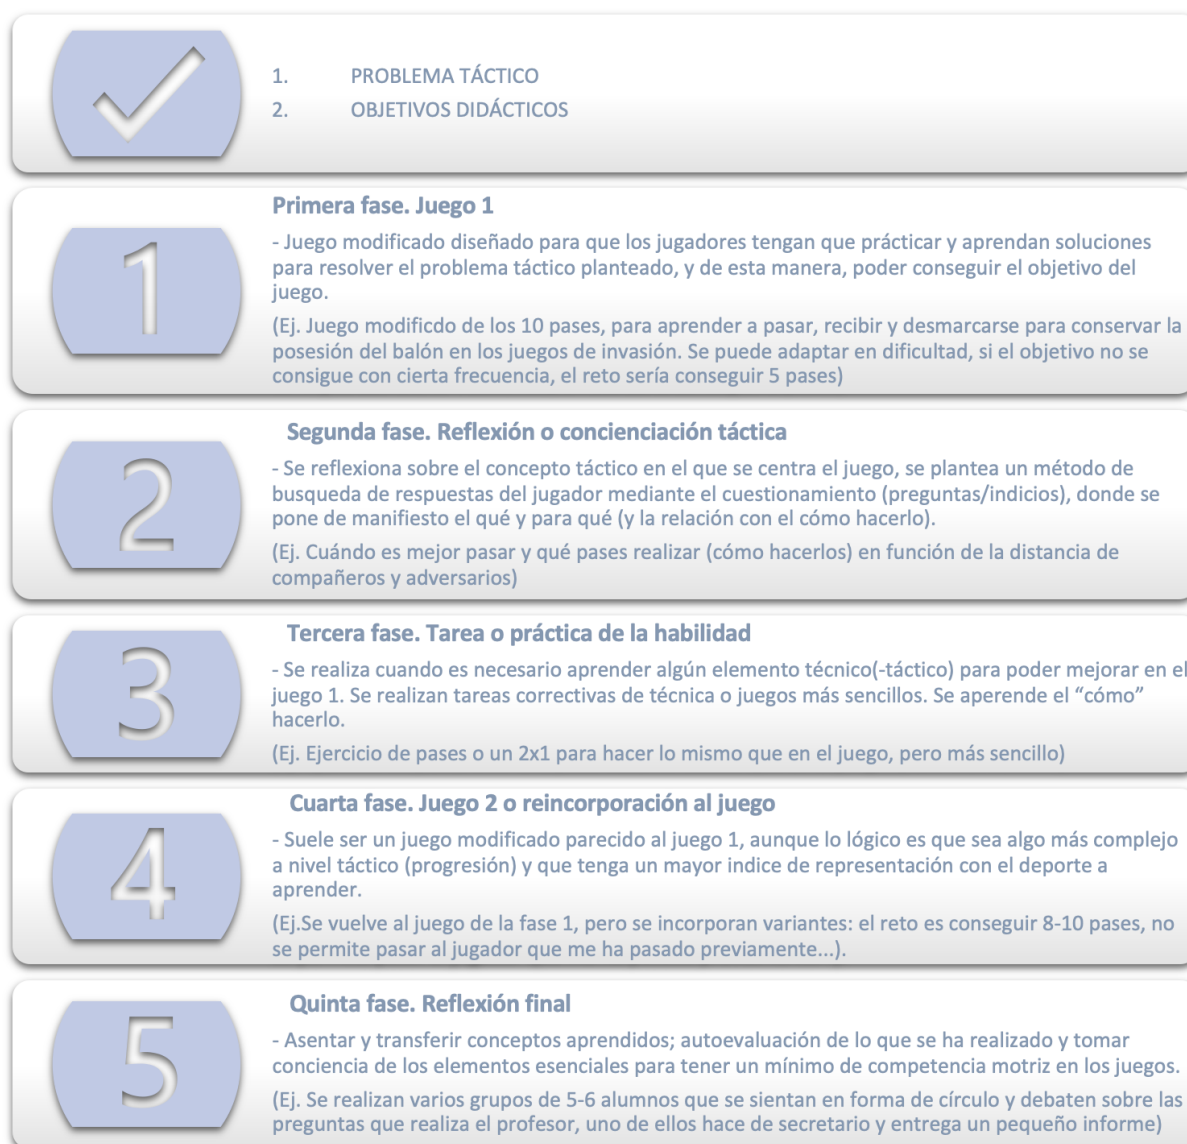 1. PROBLEMA TÁCTICO
2. OBJETIVOS DIDÁCTICOS
1
Primera fase. Juego 1
- Juego modificado diseñado para que los jugadores tengan que prácticar y aprendan soluciones
para resolver el problema táctico planteado, y de esta manera, poder conseguir el objetivo del
juego.
(Ej. Juego modificdo de los 10 pases, para aprender a pasar, recibir y desmarcarse para conservar la
posesión del balón en los juegos de invasión. Se puede adaptar en dificultad, si el objetivo no se
consigue con cierta frecuencia, el reto sería conseguir 5 pases)
2
Segunda fase. Reflexión o concienciación táctica
- Se reflexiona sobre el concepto táctico en el que se centra el juego, se plantea un método de
busqueda de respuestas del jugador mediante el cuestionamiento (preguntas/indicios), donde se
pone de manifiesto el qué y para qué (y la relación con el cómo hacerlo).
(Ej. Cuándo es mejor pasar y qué pases realizar (cómo hacerlos) en función de la distancia de
compañeros y adversarios)
3
Tercera fase. Tarea o práctica de la habilidad
- Se realiza cuando es necesario aprender algún elemento técnico(-táctico) para poder mejorar en el
juego 1. Se realizan tareas correctivas de técnica o juegos más sencillos. Se aperende el “cómo”
hacerlo.
(Ej. Ejercicio de pases o un 2x1 para hacer lo mismo que en el juego, pero más sencillo)
4
Cuarta fase. Juego 2 o reincorporación al juego
- Suele ser un juego modificado parecido al juego 1, aunque lo lógico es que sea algo más complejo
a nivel táctico (progresión) y que tenga un mayor indice de representación con el deporte a
aprender.
(Ej.Se vuelve al juego de la fase 1, pero se incorporan variantes: el reto es conseguir 8-10 pases, no
se permite pasar al jugador que me ha pasado previamente...).
5
Quinta fase. Reflexión final
- Asentar y transferir conceptos aprendidos; autoevaluación de lo que se ha realizado y tomar
conciencia de los elementos esenciales para tener un mínimo de competencia motriz en los juegos.
(Ej. Se realizan varios grupos de 5-6 alumnos que se sientan en forma de círculo y debaten sobre las
preguntas que realiza el profesor, uno de ellos hace de secretario y entrega un pequeño informe)